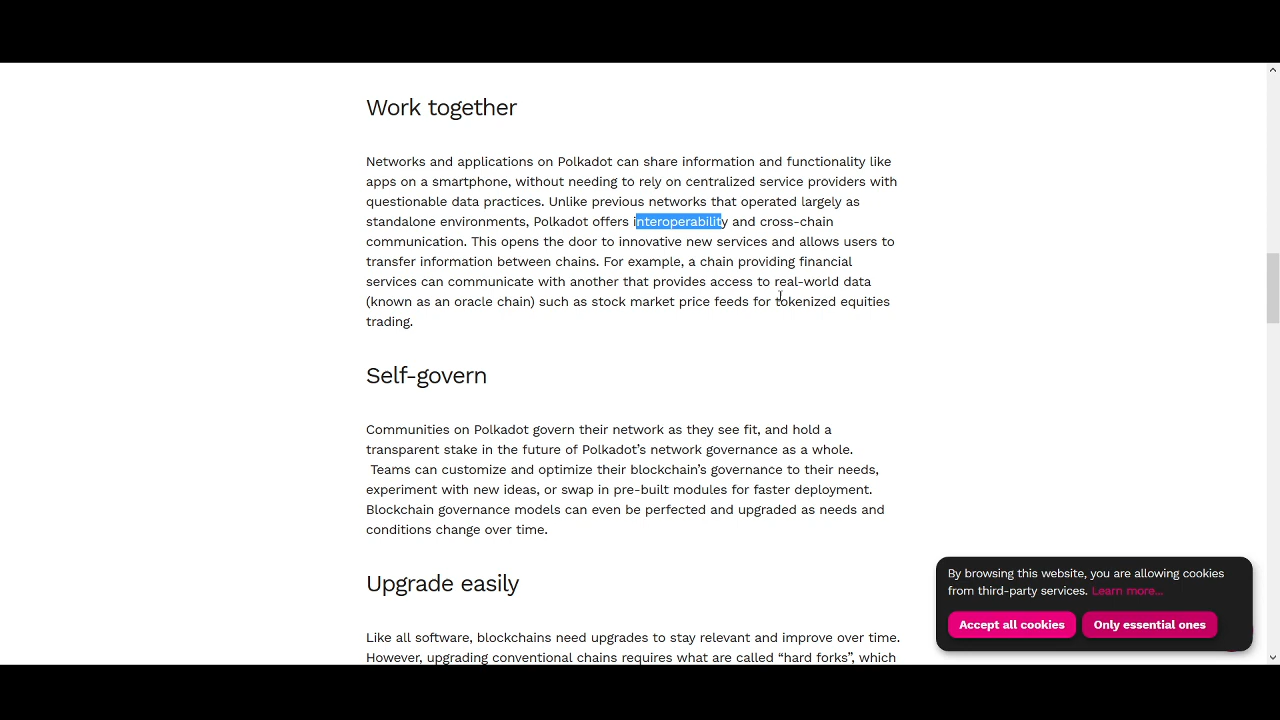 Work together
Networks and applications on Polkadot can share information and functionality like
apps on a smartphone, without needing to rely on centralized service providers with
questionable data practices. Unlike previous networks that operated largely as
standalone environments, Polkadot offers interoperability and cross-chain
communication. This opens the door to innovative new services and allows users to
transfer information between chains. For example, a chain providing financial
services can communicate with another that provides access to real-world data
(known as an oracle chain) such as stock market price feeds for tokenized equities
trading.
Self-govern
Communities on Polkadot govern their network as they see fit, and hold a
transparent stake in the future of Polkadot’s network governance as a whole.
Teams can customize and optimize their blockchain’s governance to their needs,
experiment with new ideas, or swap in pre-built modules for faster deployment.
Blockchain governance models can even be perfected and upgraded as needs and
conditions change over time.
Upgrade easily
Like all software, blockchains need upgrades to stay relevant and improve over time.
However, upgrading conventional chains requires what are called “hard forks”, which
By browsing this website, you are allowing cookies
from third-party services. Learn more...
Accept all cookies
Only essential ones